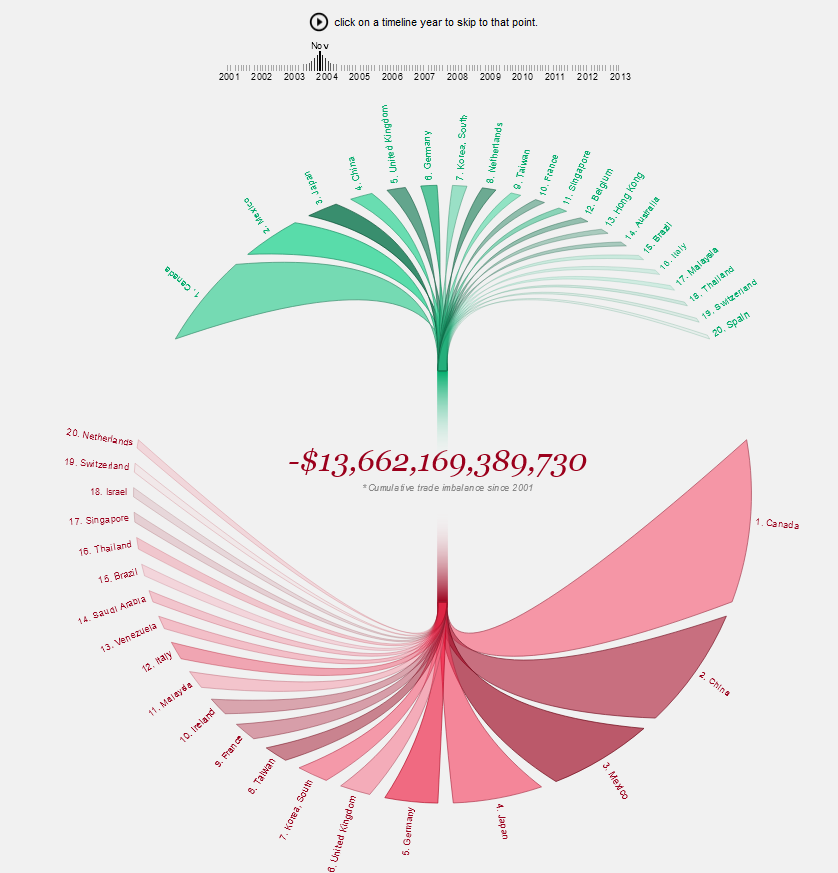 click on a timeline year to skip to that point.
Nov
2001 2002 2003 2004 2005 2006 2007 2008 2009 2010 2011 2012 2013
1. Canada
2. Mexico
3. Japan
4. China
5. United Kingdom
6. Germany
7. Korea, South
8. Netherlands
9. Taiwan
10. France
11. Singapore
12. Belgium
13. Hong Kong
14. Australia
15. Brazil
16. Italy
17. Malaysia
18. Thailand
19. Switzerland
20. Spain
-$13,662,169,389,730
*Cumulative trade imbalance since 2001
20. Netherlands
19. Switzerland
18. Israel
17. Singapore
16. Thailand
15. Brazil
14. Saudi Arabia
13. Venezuela
12. Italy
11. Malaysia
10. Ireland
9. France
8. Taiwan
7. Korea, South
6. United Kingdom
5. Germany
4. Japan
3. Mexico
2. China
1. Canada